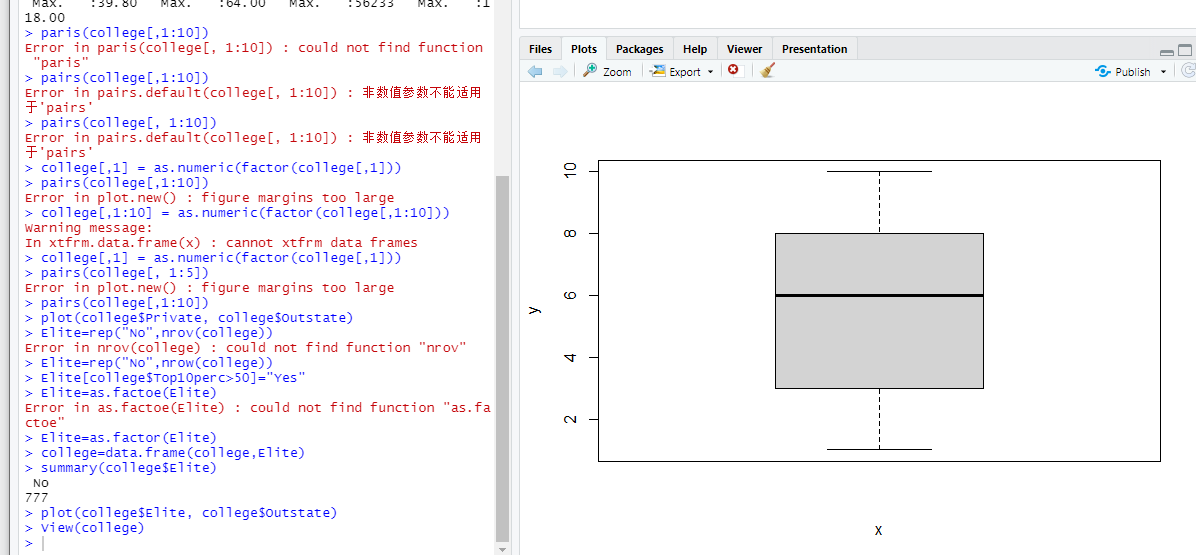 Max.   :39.80   Max.   :64.00   Max.   :56233   Max.   :1
18.00
> paris(college[,1:10])
Error in paris(college[, 1:10]) : could not find function
 "paris"
> pairs(college[,1:10])
Error in pairs.default(college[, 1:10]) : 非数值参数不能适用
于'pairs'
> pairs(college[, 1:10])
Error in pairs.default(college[, 1:10]) : 非数值参数不能适用
于'pairs'
> college[,1] = as.numeric(factor(college[,1]))
> pairs(college[,1:10])
Error in plot.new() : figure margins too large
> college[,1:10] = as.numeric(factor(college[,1:10]))
Warning message:
In xtfrm.data.frame(x) : cannot xtfrm data frames
> college[,1] = as.numeric(factor(college[,1]))
> pairs(college[, 1:5])
Error in plot.new() : figure margins too large
> pairs(college[,1:10])
> plot(college$Private, college$Outstate)
> Elite=rep("No",nrov(college))
Error in nrov(college) : could not find function "nrov"
> Elite=rep("No",nrow(college))
> Elite[college$Top10perc>50]="Yes"
> Elite=as.factoe(Elite)
Error in as.factoe(Elite) : could not find function "as.fa
ctoe"
> Elite=as.factor(Elite)
> college=data.frame(college,Elite)
> summary(college$Elite)
 No
777
> plot(college$Elite, college$Outstate)
> View(college)
>
Files Plots Packages Help Viewer Presentation
Zoom Export Publish
10
8
6
4
2
y
x